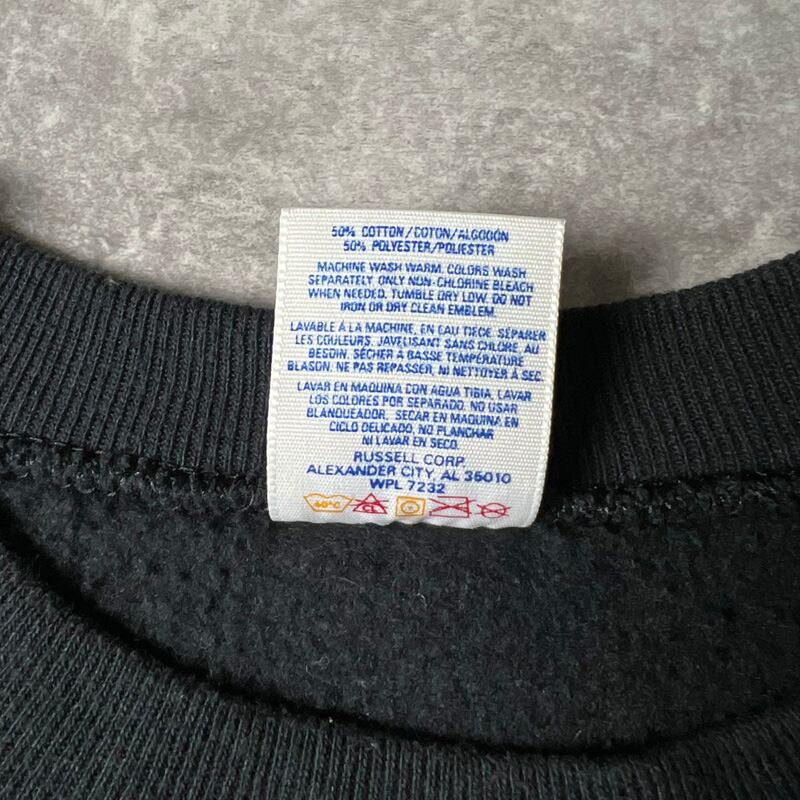 50% COTTON/COTON/ALGODÓN
50% POLYESTER/POLIESTER
MACHINE WASH WARM. COLORS WASH
SEPARATELY. ONLY NON-CHLORINE BLEACH
WHEN NEEDED. TUMBLE DRY LOW. DO NOT
IRON OR DRY CLEAN EMBLEM.
LAVABLE À LA MACHINE, EN EAU TIÈDE. SÉPARER
LES COULEURS. JAVELISANT SANS CHLORE, AU
BESOIN. SÉCHER À BASSE TEMPÉRATURE
BLASON. NE PAS REPASSER, NI NETTOYER À SEC.
LAVAR EN MAQUINA CON AGUA TIBIA, LAVAR
LOS COLORES POR SEPARADO. NO USAR
BLANQUEADOR. SECAR EN MAQUINA EN
CICLO DELICADO. NO PLANCHAR
NI LAVAR EN SECO.
RUSSELL CORP.
ALEXANDER CITY, AL 35010
WPL 7232
40°C CL